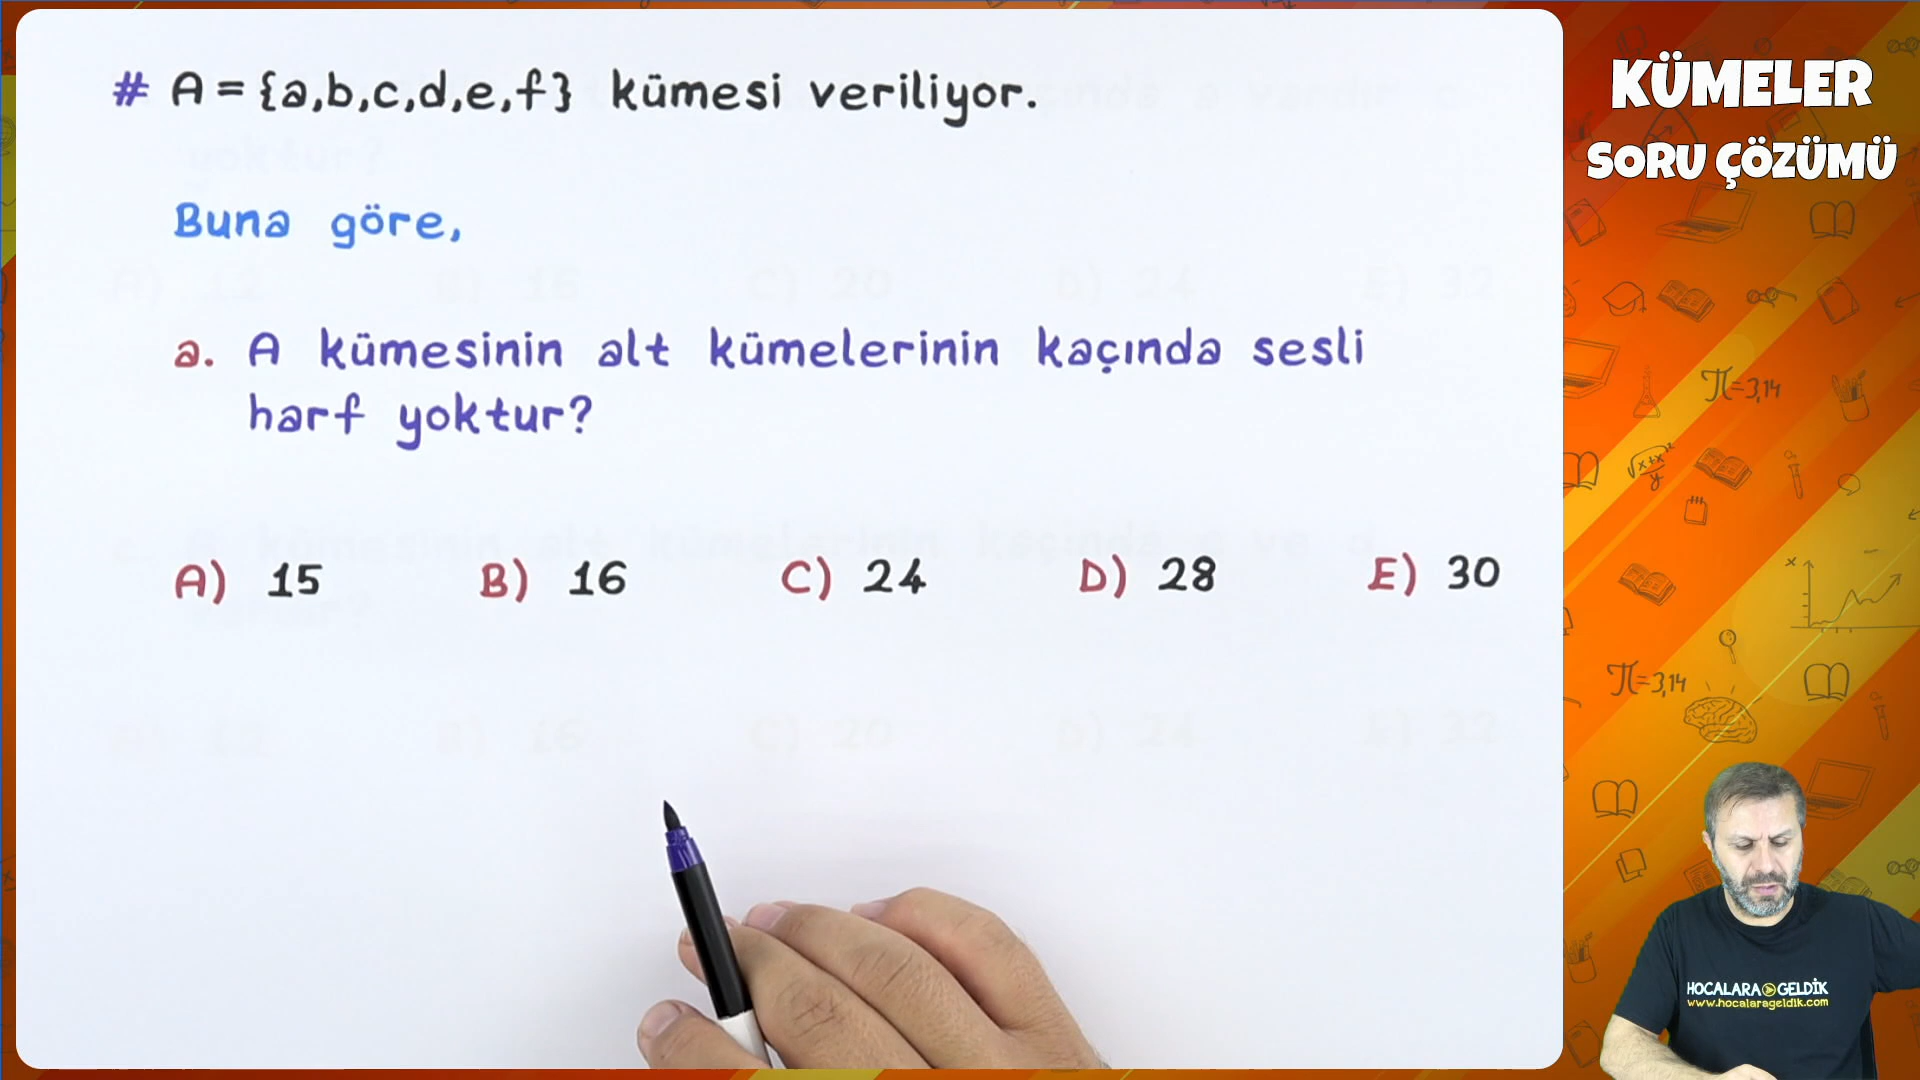 # A = {a,b,c,d,e,f} kümesi veriliyor.
Buna göre,
a. A kümesinin alt kümelerinin kaçında sesli
harf yoktur?
A) 15 B) 16 C) 24 D) 28 E) 30
KÜMELER
SORU ÇÖZÜMÜ
π=3,14
√x+x²
y
x
π=3,14
HOCALARA GELDİK
www.hocalarageldik.com